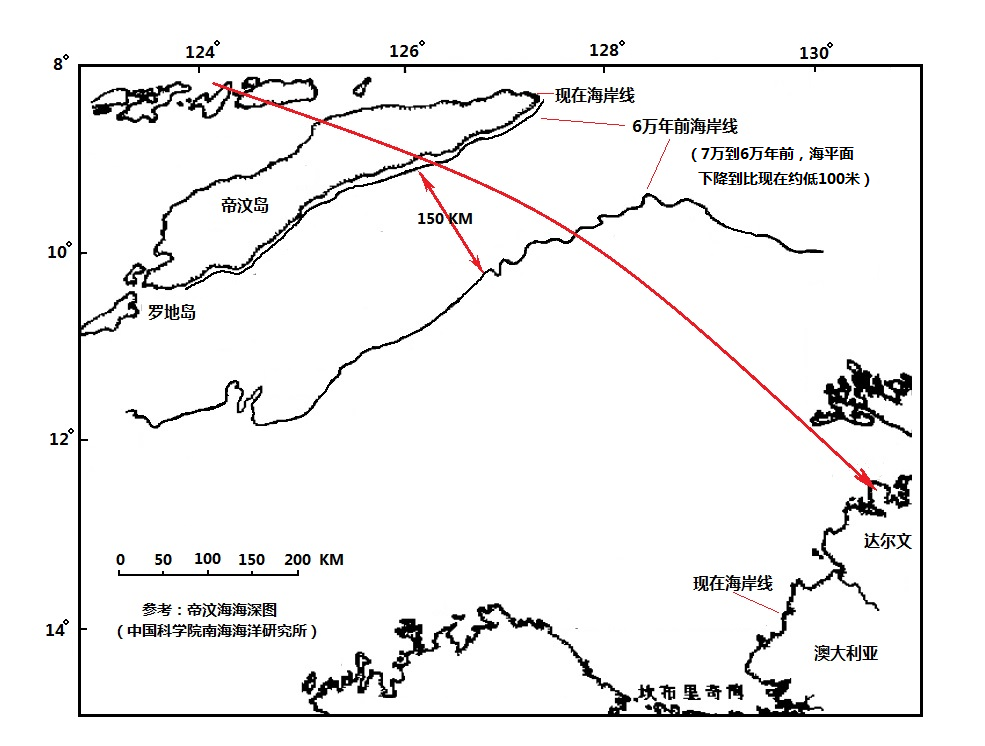 124°
126°
128°
130°
8°
现在海岸线
6万年前海岸线
（7万到6万年前，海平面
下降到比现在约低100米）
帝汶岛
150 KM
10°
罗地岛
12°
达尔文
0 50 100 150 200 KM
现在海岸线
参考：帝汶海海深图
（中国科学院南海海洋研究所）
14°
澳大利亚
坎布里奇湾